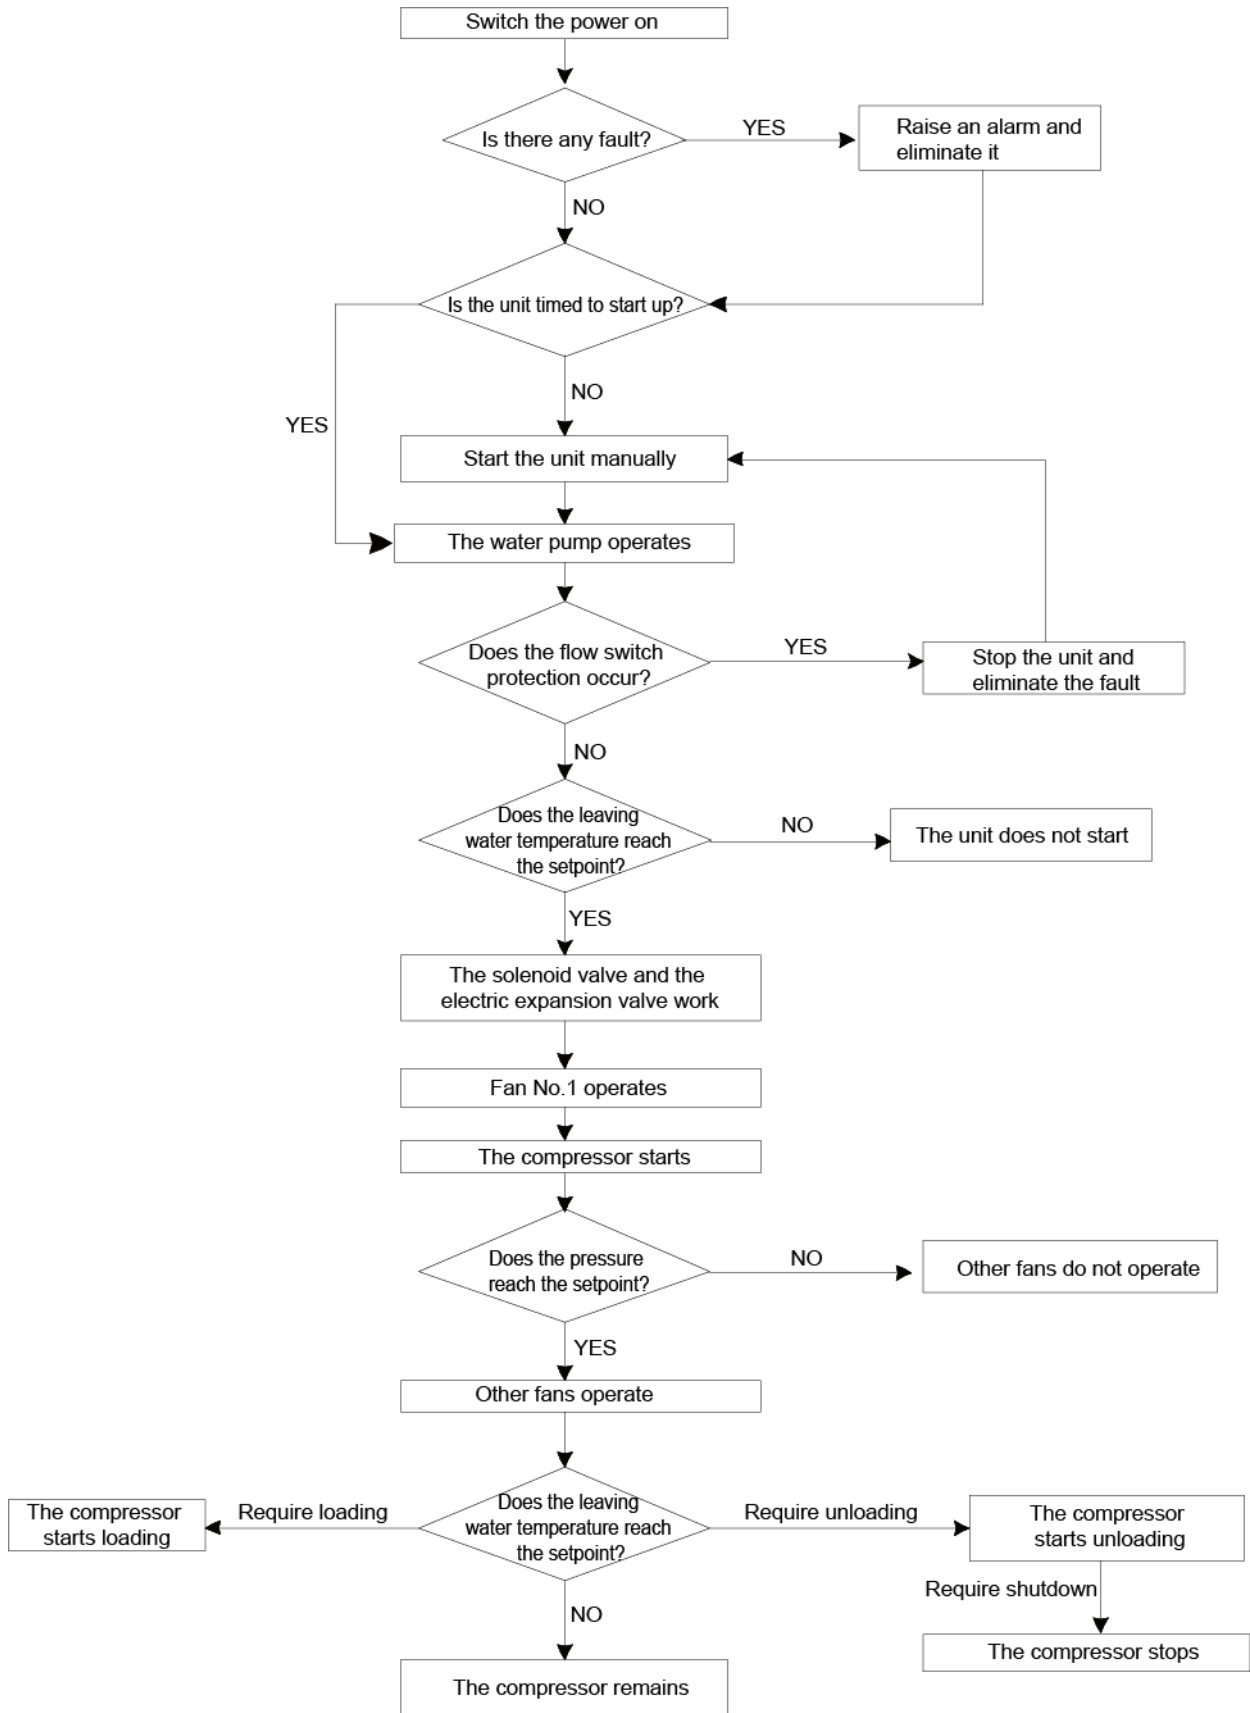 Switch the power on
Is there any fault?
YES
Raise an alarm and
eliminate it
NO
Is the unit timed to start up?
NO
YES
Start the unit manually
The water pump operates
Does the flow switch
protection occur?
YES
Stop the unit and
eliminate the fault
NO
Does the leaving
water temperature reach
the setpoint?
NO
The unit does not start
YES
The solenoid valve and the
electric expansion valve work
Fan No.1 operates
The compressor starts
Does the pressure
reach the setpoint?
NO
Other fans do not operate
YES
Other fans operate
The compressor
starts loading
Require loading
Does the leaving
water temperature reach
the setpoint?
Require unloading
The compressor
starts unloading
Require shutdown
The compressor stops
NO
The compressor remains